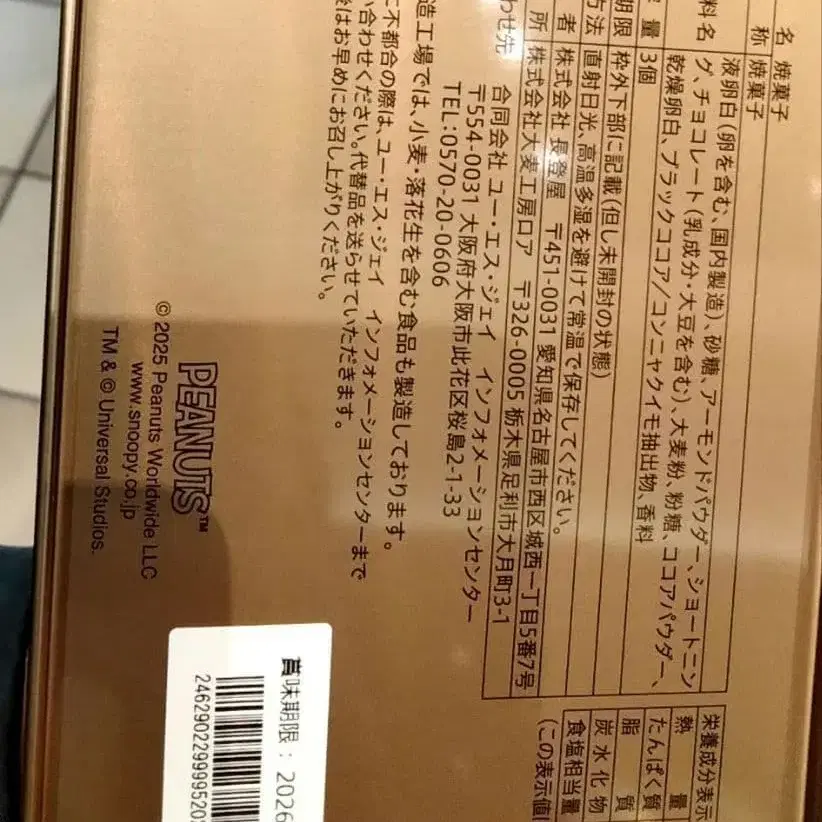 名 焼菓子
称 焼菓子
料名 液卵白(卵を含む、国内製造)、砂糖、アーモンドパウダー、ショートニン
グ、チョコレート(乳成分・大豆を含む)、大麦粉、粉糖、ココアパウダー、
乾燥卵白、ブラックココア/コンニャクイモ抽出物、香料
量 3個
期限 枠外下部に記載(但し未開封の状態)
方法 直射日光、高温多湿を避けて常温で保存してください。
者 株式会社 長登屋 〒451-0031 愛知県名古屋市西区城西一丁目5番7号
所 株式会社大麦工房ロア 〒326-0005 栃木県足利市大月町3-1
わせ先 合同会社 ユー・エス・ジェイ インフォメーションセンター
〒554-0031 大阪府大阪市此花区桜島2-1-33
TEL:0570-20-0606
造工場では、小麦・落花生を含む食品も製造しております。
に不都合の際は、ユー・エス・ジェイ インフォメーションセンターまで
い合わせください。代替品を送らせていただきます。
後はお早めにお召し上がりください。
PEANUTS™
© 2025 Peanuts Worldwide LLC
www.snoopy.co.jp
TM & © Universal Studios.
栄養成分表示
熱量
たんぱく質
脂質
炭水化物
食塩相当量
(この表示値
賞味期限: 2026
246290229999520